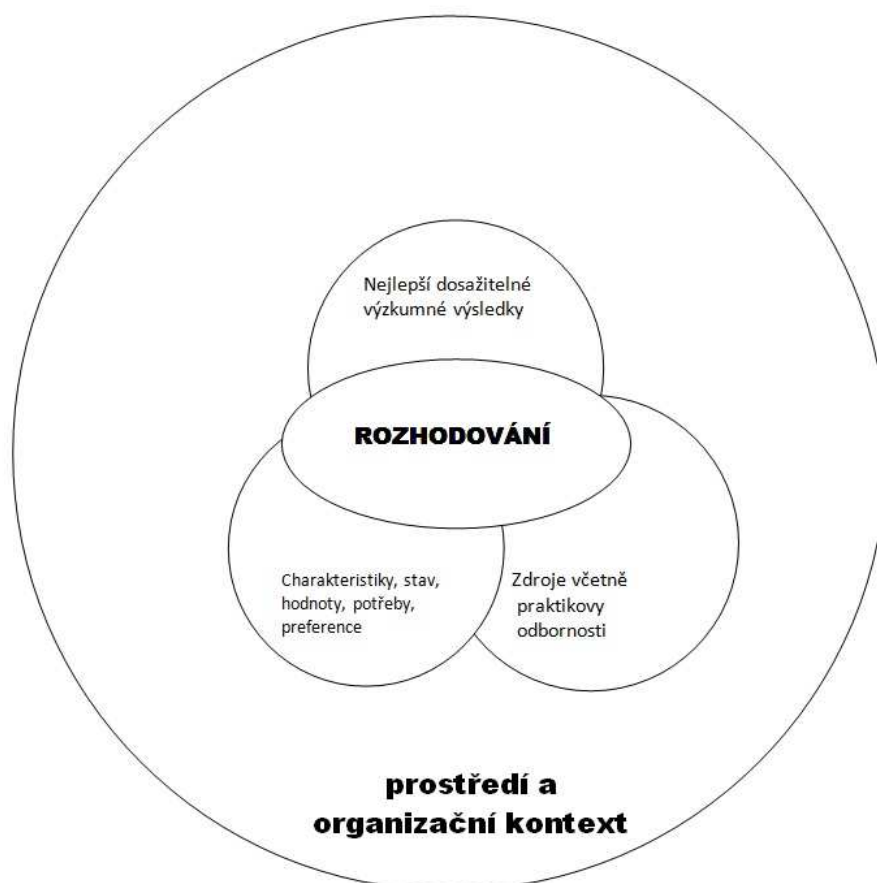 Nejlepší dosažitelné
výzkumné výsledky
ROZHODOVÁNÍ
Charakteristiky, stav,
hodnoty, potřeby,
preference
Zdroje včetně
praktikovy
odbornosti
prostředí a
organizační kontext